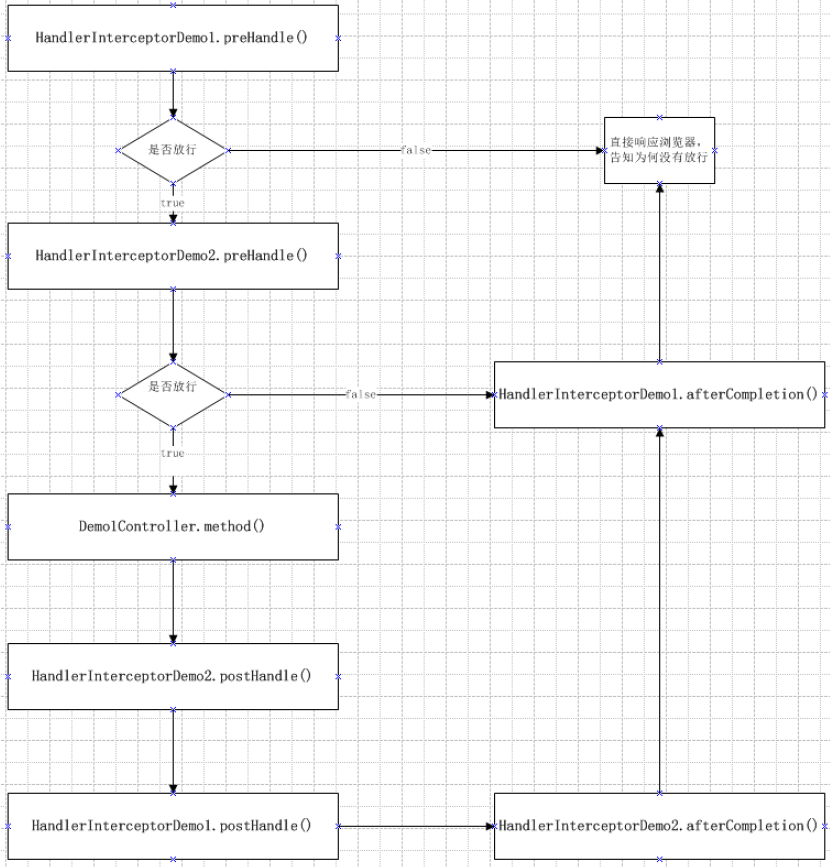 HandlerInterceptorDemo1.preHandle()
是否放行
false
直接响应浏览器，
告知为何没有放行
true
HandlerInterceptorDemo2.preHandle()
是否放行
false
HandlerInterceptorDemo1.afterCompletion()
true
Demo1Controller.method()
HandlerInterceptorDemo2.postHandle()
HandlerInterceptorDemo1.postHandle()
HandlerInterceptorDemo2.afterCompletion()